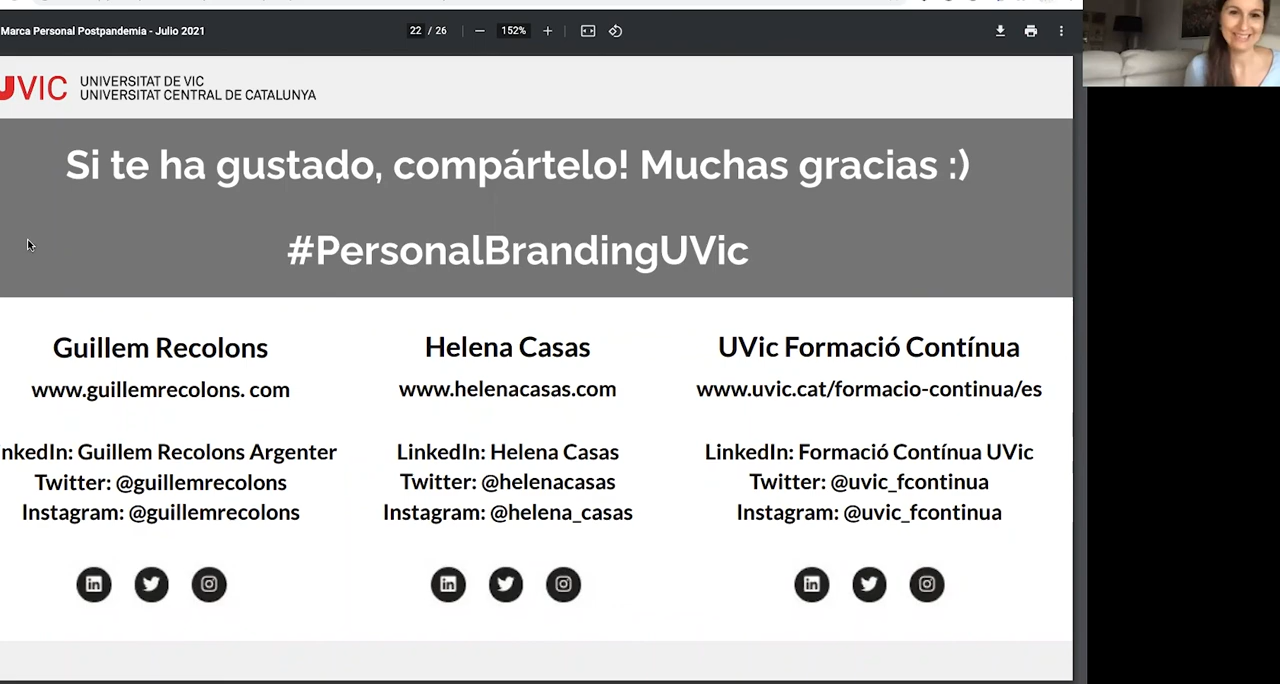 Marca Personal Postpandemia - Julio 2021
22 / 26
152%
UVIC
UNIVERSITAT DE VIC
UNIVERSITAT CENTRAL DE CATALUNYA
Si te ha gustado, compártelo! Muchas gracias :)
#PersonalBrandingUVic
Guillem Recolons
www.guillemrecolons. com
nkedIn: Guillem Recolons Argenter
Twitter: @guillemrecolons
Instagram: @guillemrecolons
Helena Casas
www.helenacasas.com
LinkedIn: Helena Casas
Twitter: @helenacasas
Instagram: @helena_casas
UVic Formació Contínua
www.uvic.cat/formacio-continua/es
LinkedIn: Formació Contínua UVic
Twitter: @uvic_fcontinua
Instagram: @uvic_fcontinua